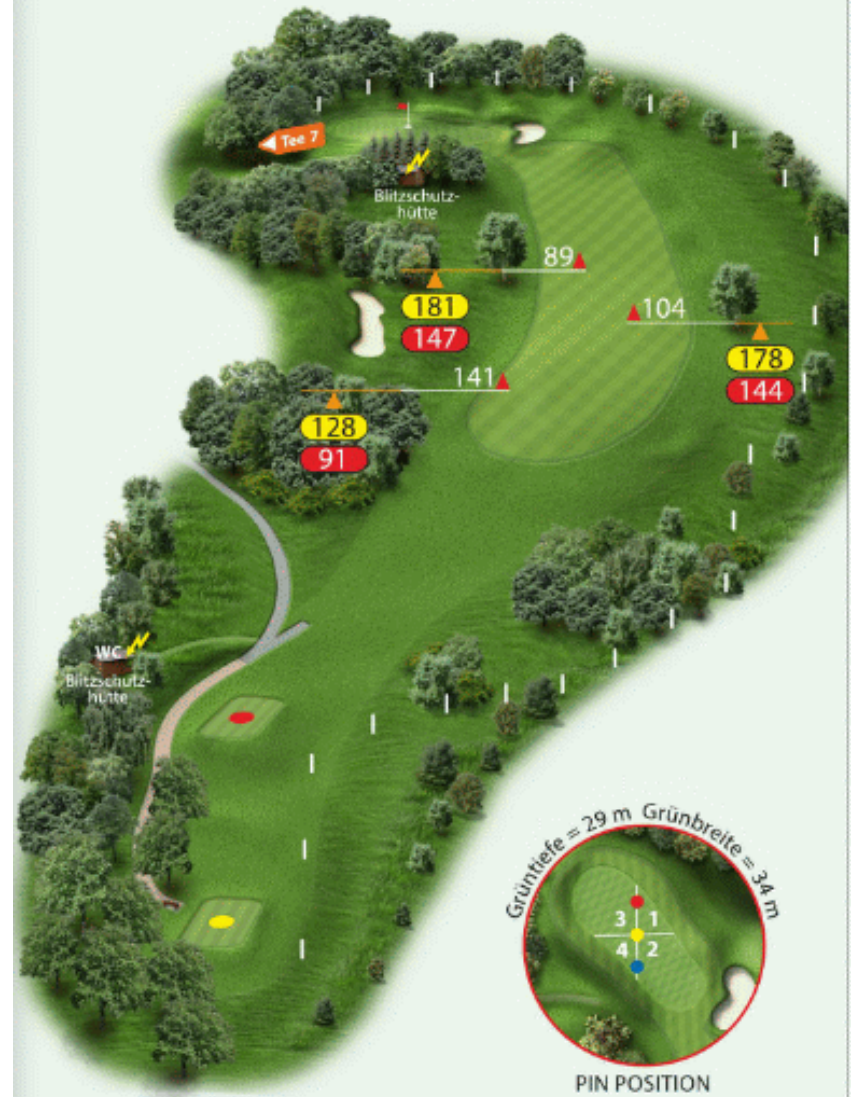 Tee 7
Blitzschutz-
hütte
89
181
147
104
178
144
141
128
91
WC
Blitzschutz-
hütte
Grüntiefe = 29 m Grünbreite = 34 m
3 1
4 2
PIN POSITION